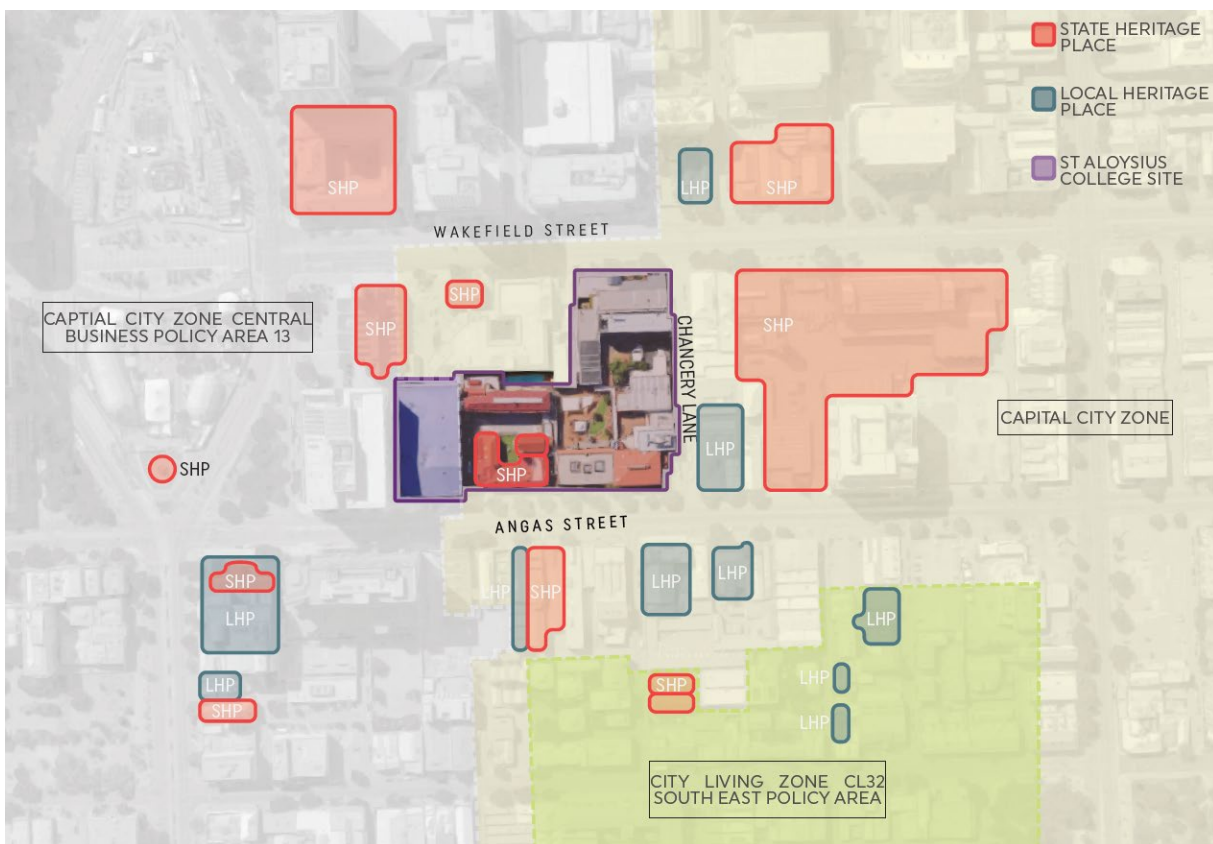 STATE HERITAGE
PLACE
LOCAL HERITAGE
PLACE
ST ALOYSIUS
COLLEGE SITE
SHP
LHP
SHP
WAKEFIELD STREET
SHP
SHP
SHP
CAPTIAL CITY ZONE CENTRAL
BUSINESS POLICY AREA 13
CHANCERY LANE
CAPITAL CITY ZONE
LHP
SHP
SHP
ANGAS STREET
SHP
LHP
LHP
SHP
LHP
LHP
LHP
LHP
SHP
SHP
LHP
LHP
CITY LIVING ZONE CL32
SOUTH EAST POLICY AREA